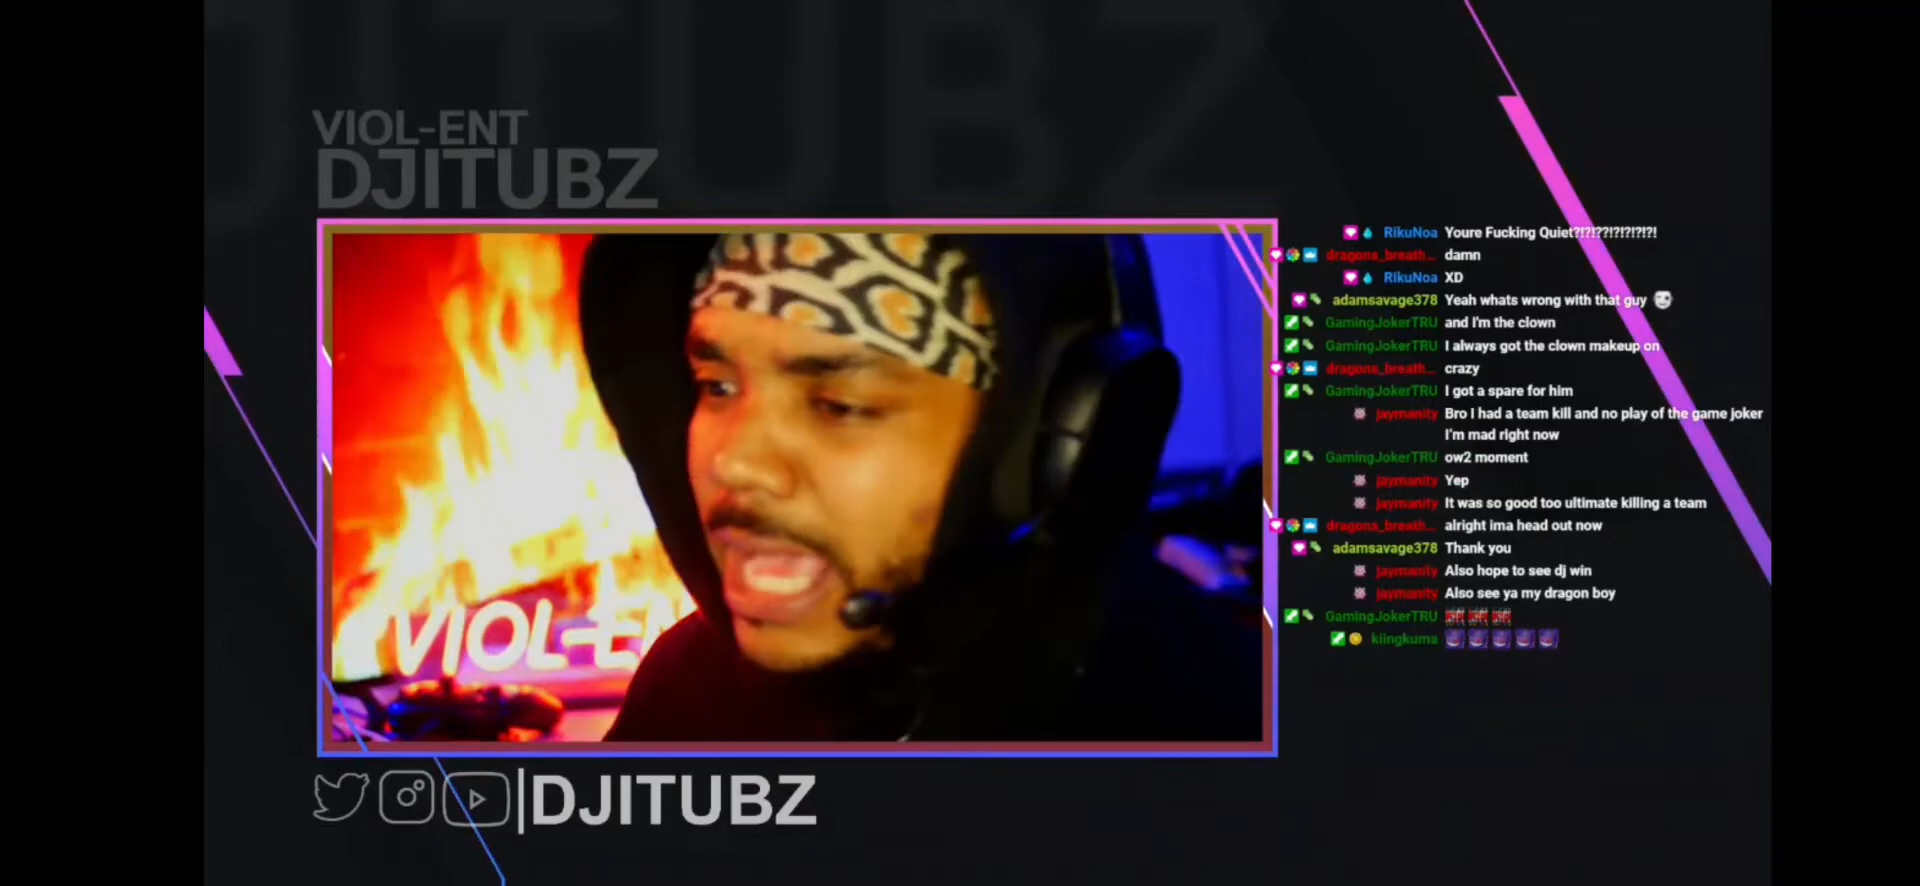 DJITUBZ
VIOL-ENT
DJITUBZ
VIOL-EN
RikuNoa Youre Fucking Quiet?!?!??!?!?!?!?!
dragons_breath... damn
RikuNoa XD
adamsavage378 Yeah whats wrong with that guy
GamingJokerTRU and I'm the clown
GamingJokerTRU I always got the clown makeup on
dragons_breath... crazy
GamingJokerTRU I got a spare for him
jaymanity Bro I had a team kill and no play of the game joker
I'm mad right now
GamingJokerTRU ow2 moment
jaymanity Yep
jaymanity It was so good too ultimate killing a team
dragons_breath... alright ima head out now
adamsavage378 Thank you
jaymanity Also hope to see dj win
jaymanity Also see ya my dragon boy
GamingJokerTRU
kiingkuma
|DJITUBZ